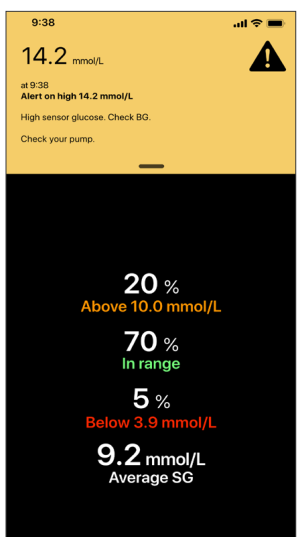 9:38
14.2 mmol/L
at 9:38
Alert on high 14.2 mmol/L
High sensor glucose. Check BG.
Check your pump.
20 %
Above 10.0 mmol/L
70 %
In range
5 %
Below 3.9 mmol/L
9.2 mmol/L
Average SG